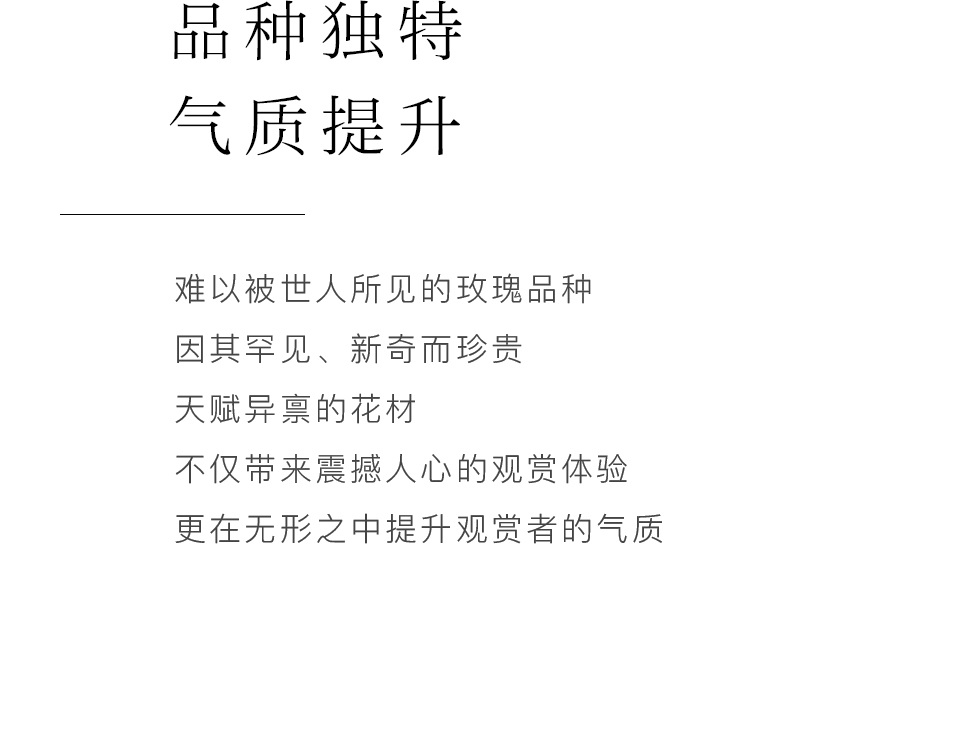 品种独特
气质提升
难以被世人所见的玫瑰品种
因其罕见、新奇而珍贵
天赋异禀的花材
不仅带来震撼人心的观赏体验
更在无形之中提升观赏者的气质